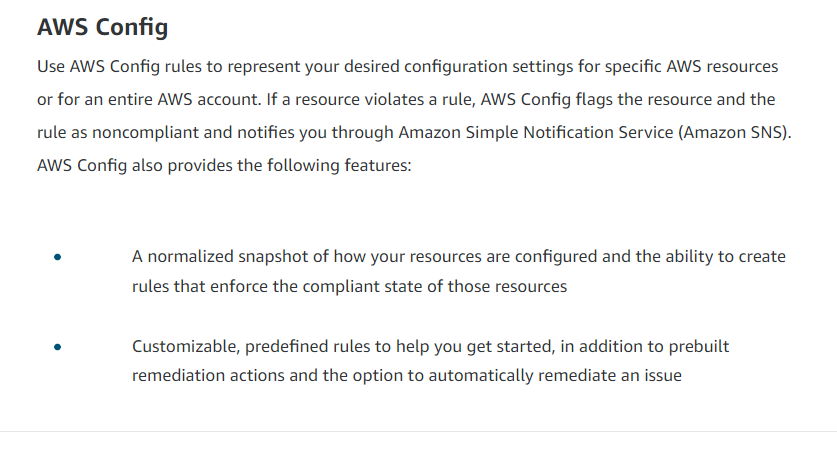 AWS Config
Use AWS Config rules to represent your desired configuration settings for specific AWS resources
or for an entire AWS account. If a resource violates a rule, AWS Config flags the resource and the
rule as noncompliant and notifies you through Amazon Simple Notification Service (Amazon SNS).
AWS Config also provides the following features:
• A normalized snapshot of how your resources are configured and the ability to create
rules that enforce the compliant state of those resources
• Customizable, predefined rules to help you get started, in addition to prebuilt
remediation actions and the option to automatically remediate an issue